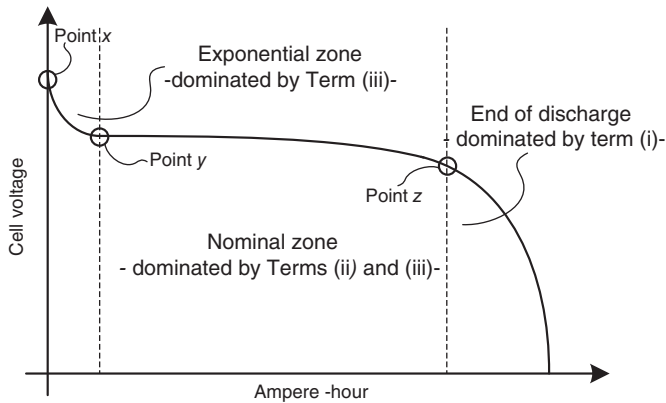 Point x
Exponential zone
-dominated by Term (iii)-
End of discharge
- dominated by term (i)-
Point y
Point z
Nominal zone
- dominated by Terms (ii) and (iii)-
Cell voltage
Ampere -hour